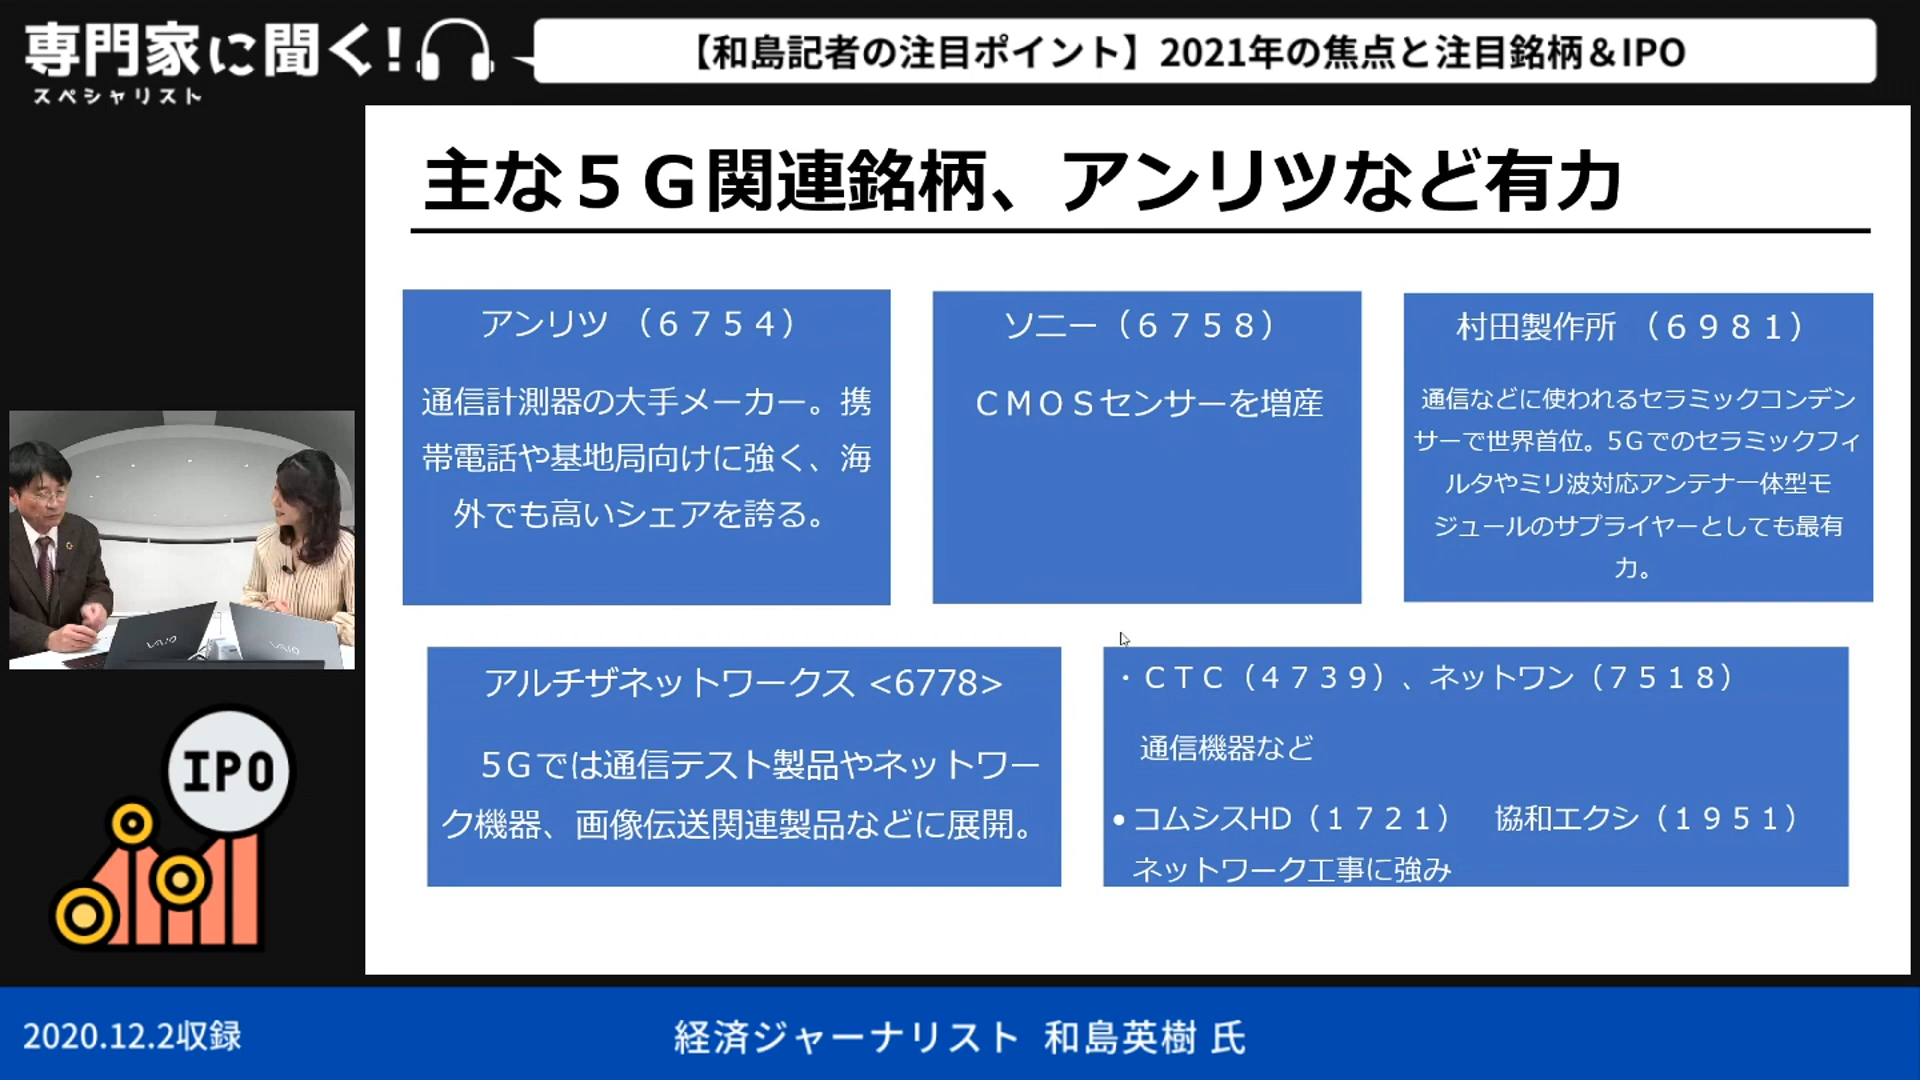 専門家に聞く!
スペシャリスト
【和島記者の注目ポイント】2021年の焦点と注目銘柄＆IPO
主な５Ｇ関連銘柄、アンリツなど有力
アンリツ （６７５４）
通信計測器の大手メーカー。携
帯電話や基地局向けに強く、海
外でも高いシェアを誇る。
ソニー（６７５８）
ＣＭＯＳセンサーを増産
村田製作所 （６９８１）
通信などに使われるセラミックコンデン
サーで世界首位。5Ｇでのセラミックフィ
ルタやミリ波対応アンテナ一体型モ
ジュールのサプライヤーとしても最有
力。
アルチザネットワークス <6778>
5Ｇでは通信テスト製品やネットワー
ク機器、画像伝送関連製品などに展開。
・ＣＴＣ（４７３９）、ネットワン（７５１８）
通信機器など
•コムシスHD（１７２１）　協和エクシ（１９５１）
ネットワーク工事に強み
VAIO
VAIO
IPO
2020.12.2収録
経済ジャーナリスト 和島英樹 氏